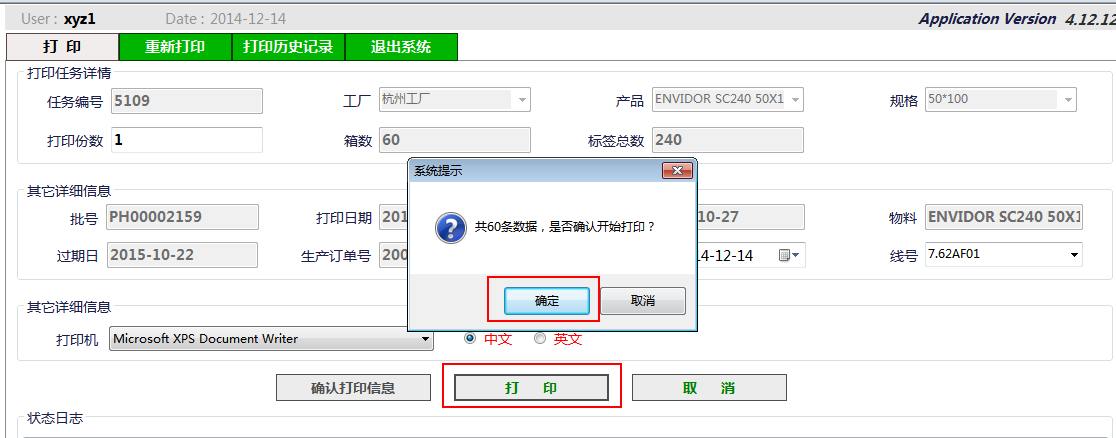 User : xyz1 Date : 2014-12-14 Application Version 4.12.12
打 印 重新打印 打印历史记录 退出系统
打印任务详情
任务编号 5109 工厂 杭州工厂 产品 ENVIDOR SC240 50X1 规格 50*100
打印份数 1 箱数 60 标签总数 240
系统提示
共60条数据，是否确认开始打印？
确定 取消
其它详细信息
批号 PH00002159 打印日期 201 10-27 物料 ENVIDOR SC240 50X1
过期日 2015-10-22 生产订单号 200 14-12-14 线号 7.62AF01
其它详细信息
打印机 Microsoft XPS Document Writer 中文 英文
确认打印信息 打 印 取 消
状态日志